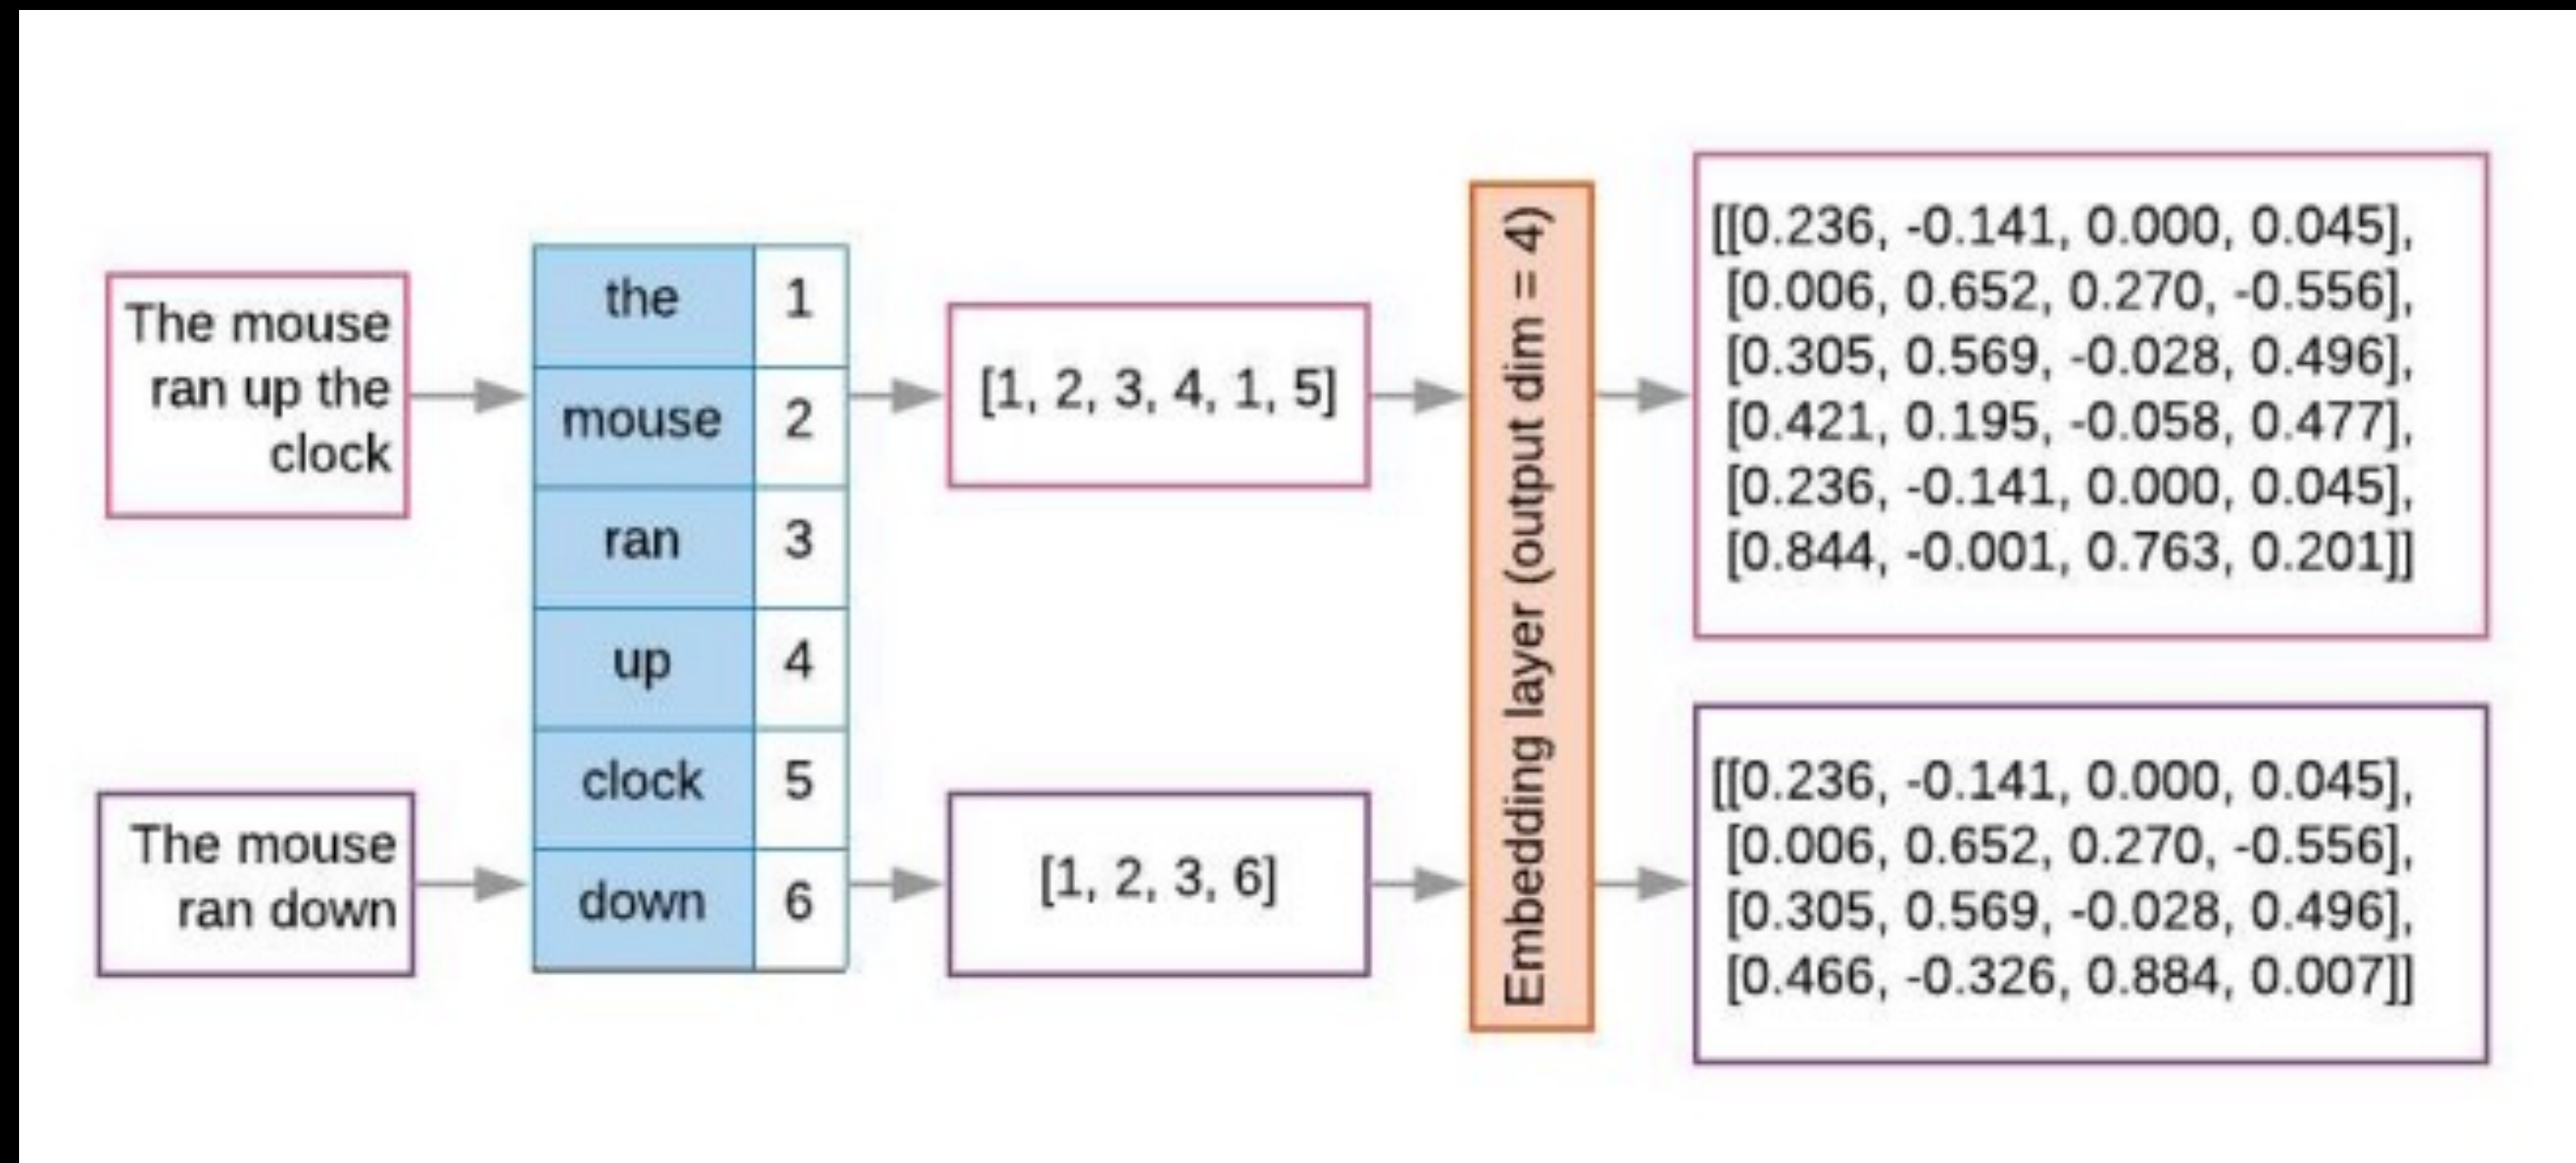 The mouse
ran up the
clock
the 1
mouse 2
ran 3
up 4
clock 5
down 6
[1, 2, 3, 4, 1, 5]
Embedding layer (output dim = 4)
[[0.236, -0.141, 0.000, 0.045],
[0.006, 0.652, 0.270, -0.556],
[0.305, 0.569, -0.028, 0.496],
[0.421, 0.195, -0.058, 0.477],
[0.236, -0.141, 0.000, 0.045],
[0.844, -0.001, 0.763, 0.201]]
The mouse
ran down
[1, 2, 3, 6]
[[0.236, -0.141, 0.000, 0.045],
[0.006, 0.652, 0.270, -0.556],
[0.305, 0.569, -0.028, 0.496],
[0.466, -0.326, 0.884, 0.007]]